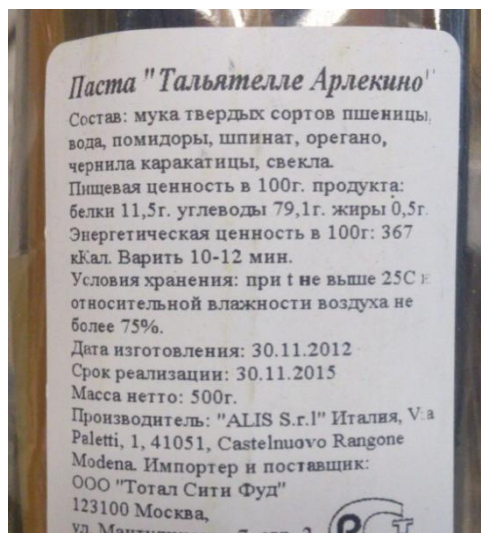 Паста "Тальятелле Арлекино"
Состав: мука твердых сортов пшеницы,
вода, помидоры, шпинат, орегано,
чернила каракатицы, свекла.
Пищевая ценность в 100г. продукта:
белки 11,5г. углеводы 79,1г. жиры 0,5г.
Энергетическая ценность в 100г: 367
кКал. Варить 10-12 мин.
Условия хранения: при t не выше 25С и
относительной влажности воздуха не
более 75%.
Дата изготовления: 30.11.2012
Срок реализации: 30.11.2015
Масса нетто: 500г.
Производитель: "ALIS S.r.l" Италия, Via
Paletti, 1, 41051, Castelnuovo Rangone
Modena. Импортер и поставщик:
ООО "Тотал Сити Фуд"
123100 Москва,
ул.